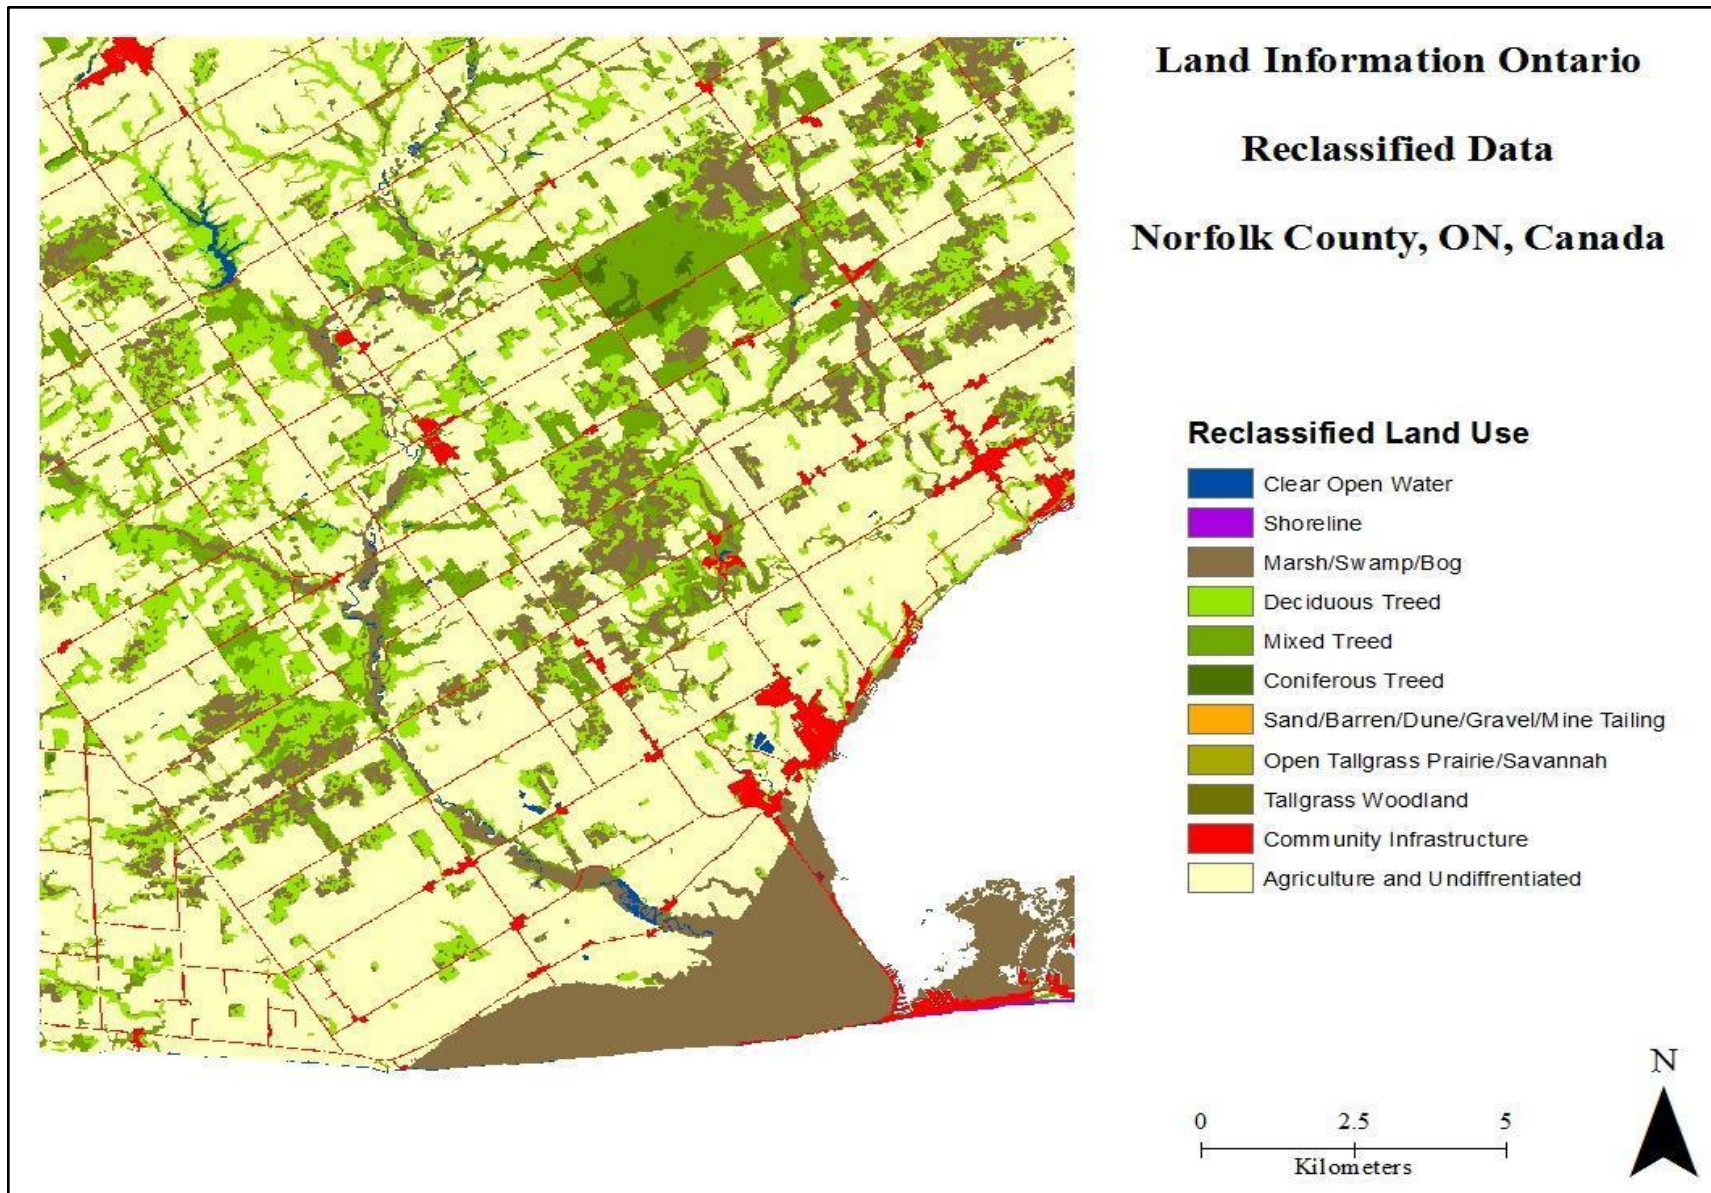 Land Information Ontario
Reclassified Data
Norfolk County, ON, Canada
Reclassified Land Use
Clear Open Water
Shoreline
Marsh/Swamp/Bog
Deciduous Treed
Mixed Treed
Coniferous Treed
Sand/Barren/Dune/Gravel/Mine Tailing
Open Tallgrass Prairie/Savannah
Tallgrass Woodland
Community Infrastructure
Agriculture and Undiffrentiated
N
0 2.5 5
Kilometers